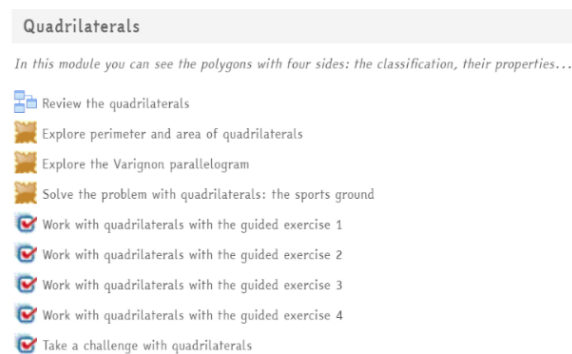 Quadrilaterals
In this module you can see the polygons with four sides: the classification, their properties...
Review the quadrilaterals
Explore perimeter and area of quadrilaterals
Explore the Varignon parallelogram
Solve the problem with quadrilaterals: the sports ground
Work with quadrilaterals with the guided exercise 1
Work with quadrilaterals with the guided exercise 2
Work with quadrilaterals with the guided exercise 3
Work with quadrilaterals with the guided exercise 4
Take a challenge with quadrilaterals